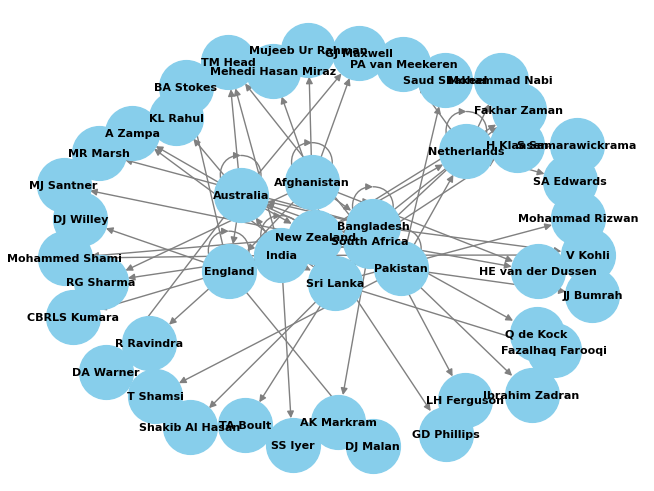 Mujeeb Ur Rahman
GJ Maxwell
TM Head
PA van Meekeren
Mehedi Hasan Miraz
Saud Shakeel
Mohammad Nabi
BA Stokes
Fakhar Zaman
KL Rahul
A Zampa
H Klaasen
S Samarawickrama
Netherlands
MR Marsh
SA Edwards
Afghanistan
MJ Santner
Australia
DJ Willey
Mohammad Rizwan
Bangladesh
New Zealand
South Africa
Mohammed Shami
India
V Kohli
Pakistan
England
HE van der Dussen
RG Sharma
Sri Lanka
JJ Bumrah
CBRLS Kumara
Q de Kock
R Ravindra
Fazalhaq Farooqi
DA Warner
T Shamsi
Ibrahim Zadran
LH Ferguson
AK Markram
TA Boult
Shakib Al Hasan
GD Phillips
SS Iyer
DJ Malan